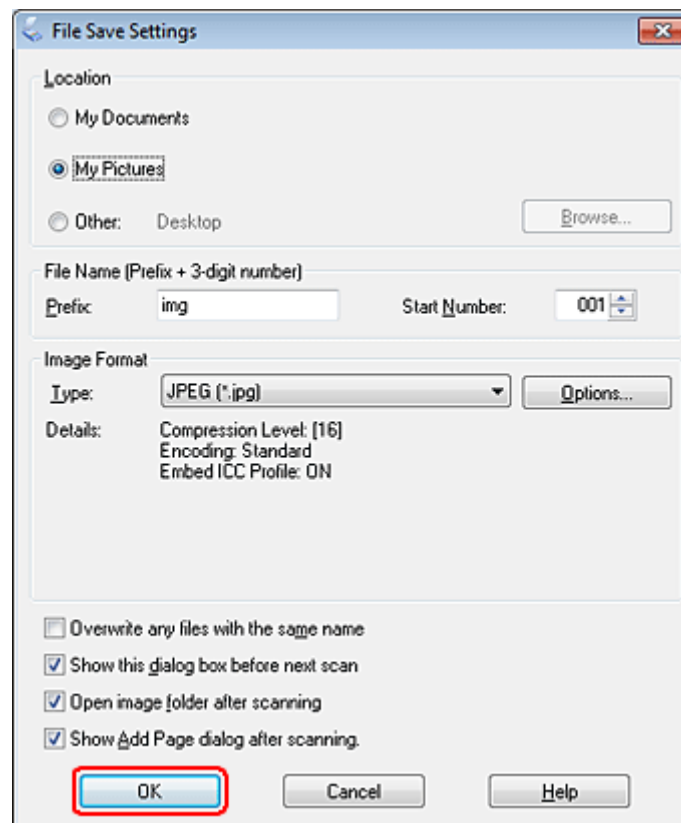 File Save Settings
Location
My Documents
My Pictures
Other: Desktop Browse...
File Name (Prefix + 3-digit number)
Prefix: img Start Number: 001
Image Format
Type: JPEG (*.jpg) Options...
Details: Compression Level: [16]
Encoding: Standard
Embed ICC Profile: ON
Overwrite any files with the same name
Show this dialog box before next scan
Open image folder after scanning
Show Add Page dialog after scanning.
OK Cancel Help